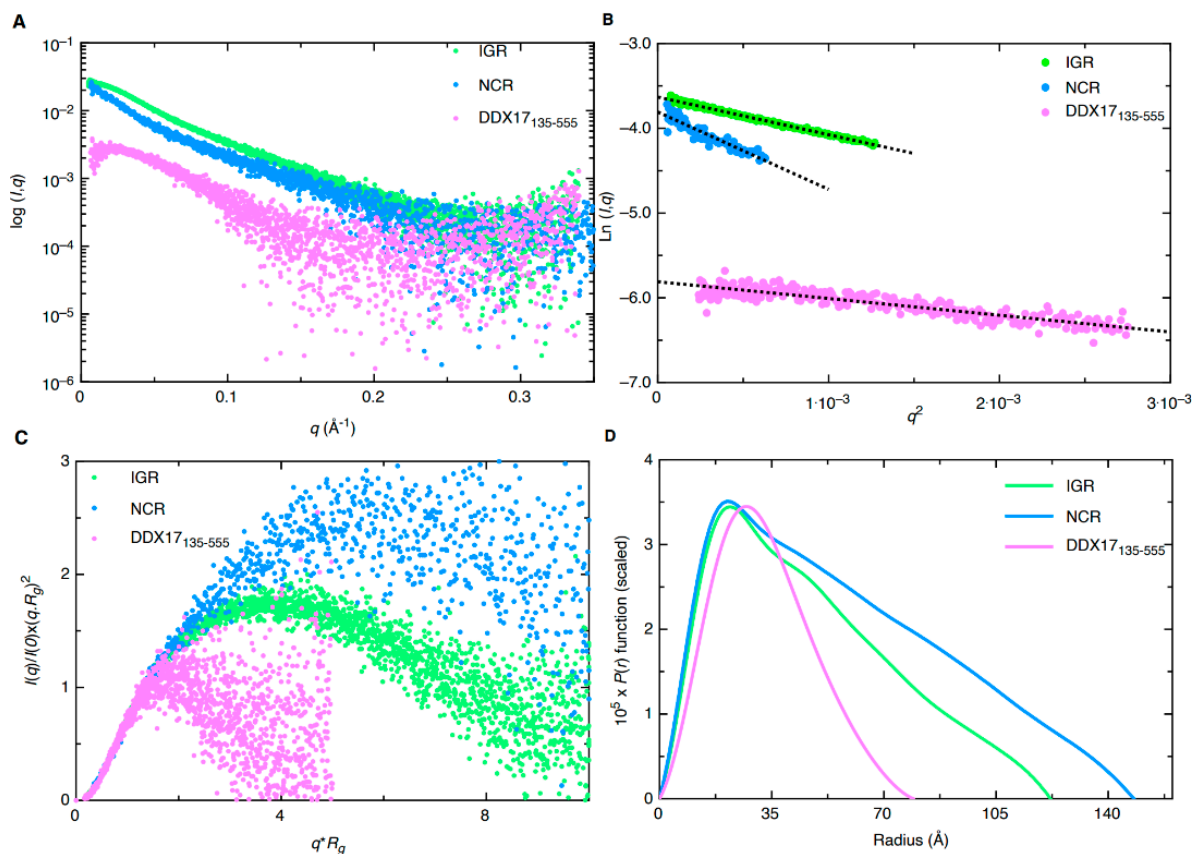 A
10⁻¹
10⁻²
10⁻³
10⁻⁴
10⁻⁵
10⁻⁶
log (I.q)
0
0.1
0.2
0.3
q (Å⁻¹)
IGR
NCR
DDX17₁₃₅₋₅₅₅
B
–3.0
–4.0
–5.0
–6.0
–7.0
Ln (I,q)
0
1·10⁻³
2·10⁻³
3·10⁻³
q²
IGR
NCR
DDX17₁₃₅₋₅₅₅
C
3
2
1
0
I(q)/I(0)x(q.Rg)²
0
4
8
q*Rg
IGR
NCR
DDX17₁₃₅₋₅₅₅
D
4
3
2
1
0
10⁵ x P(r) function (scaled)
0
35
70
105
140
Radius (Å)
IGR
NCR
DDX17₁₃₅₋₅₅₅